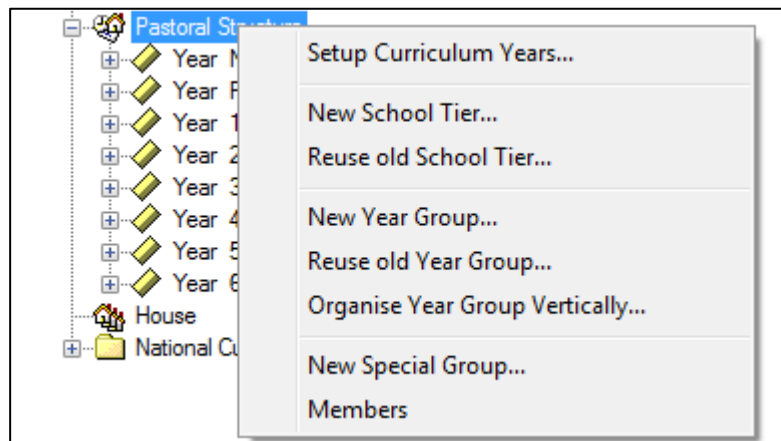 Pastoral Structure
Year
Year
Year 1
Year 2
Year 3
Year 4
Year 5
Year 6
House
National
Setup Curriculum Years...
New School Tier...
Reuse old School Tier...
New Year Group...
Reuse old Year Group...
Organise Year Group Vertically...
New Special Group...
Members